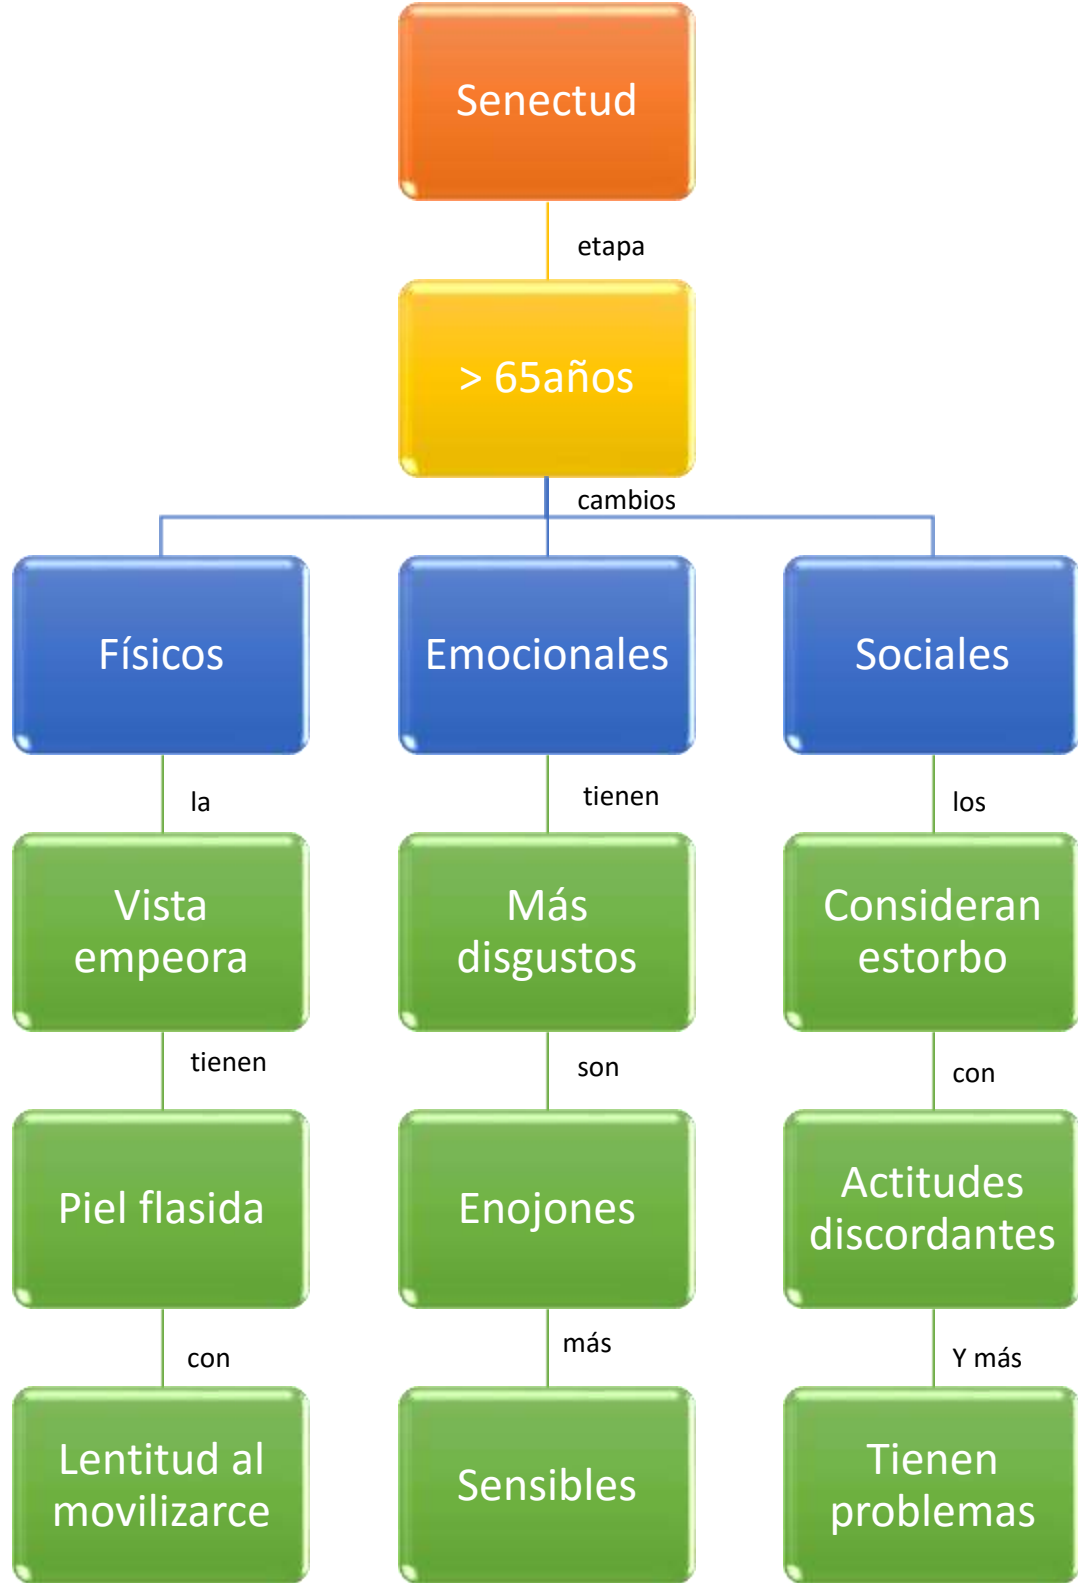 Senectud
etapa
> 65años
cambios
Físicos
Emocionales
Sociales
la
tienen
los
Vista
empeora
Más
disgustos
Consideran
estorbo
tienen
son
con
Piel flasida
Enojones
Actitudes
discordantes
con
más
Y más
Lentitud al
movilizarce
Sensibles
Tienen
problemas